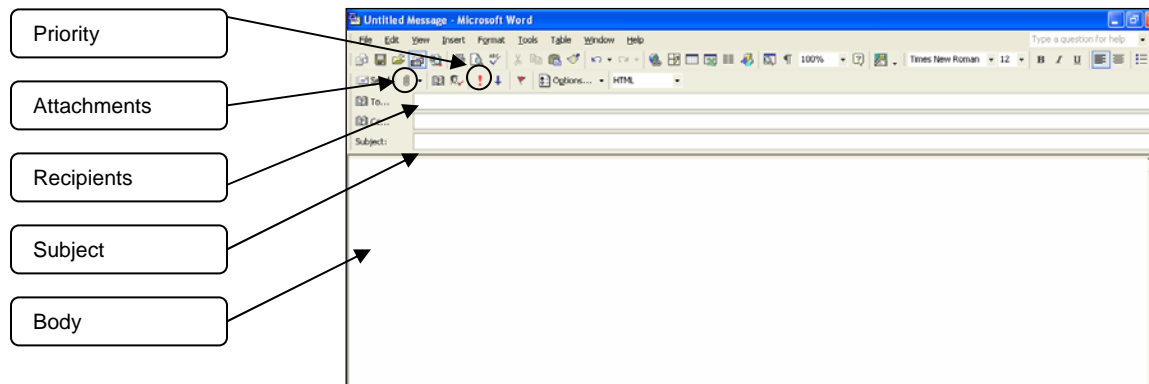 Priority
Attachments
Recipients
Subject
Body
Untitled Message - Microsoft Word
File Edit View Insert Format Tools Table Window Help
Type a question for help
100% Times New Roman 12 B I U
Send Options... HTML
To...
Cc...
Subject: